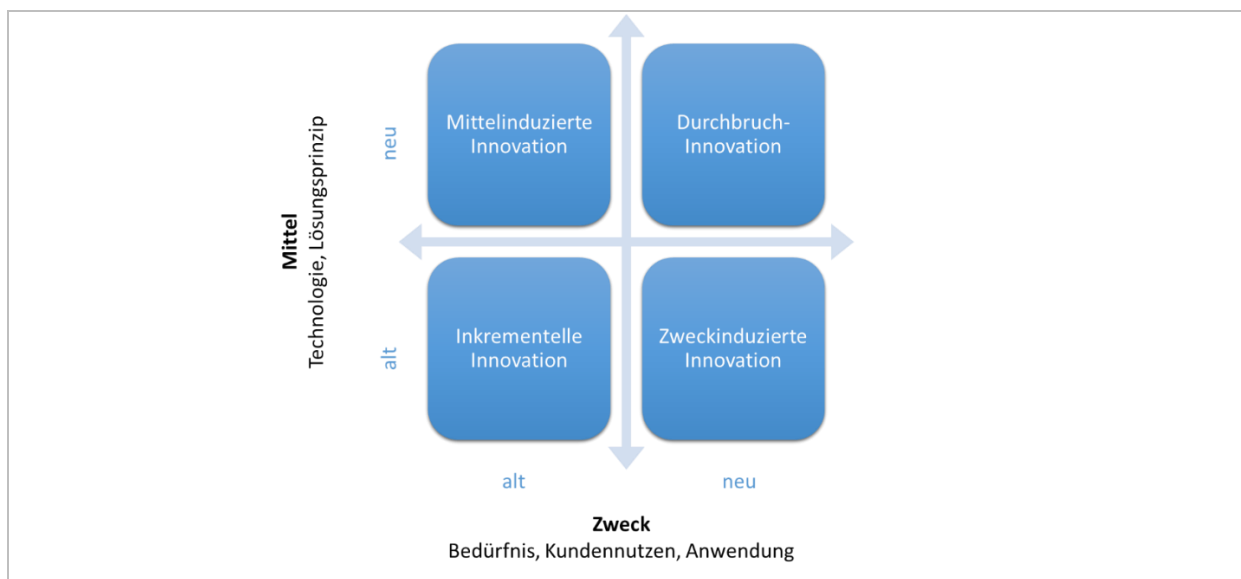 Mittelinduzierte
Innovation
Durchbruch-
Innovation
neu
Mittel
Technologie, Lösungsprinzip
Inkrementelle
Innovation
Zweckinduzierte
Innovation
alt
alt
neu
Zweck
Bedürfnis, Kundennutzen, Anwendung